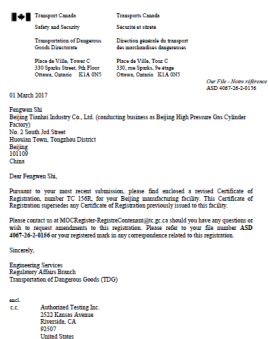 Transport Canada Transports Canada
Safety and Security Sécurité et sûreté
Transportation of Dangerous Direction générale du transport
Goods Directorate des marchandises dangereuses
Place de Ville, Tower C Place de Ville, Tour C
330 Sparks Street, 9th Floor 330, rue Sparks, 9e étage
Ottawa, Ontario K1A 0N5 Ottawa, Ontario K1A 0N5
Our File - Notre référence
ASD 4067-26-2-0156
01 March 2017
Fengwen Shi
Beijing Tianhai Industry Co., Ltd. (conducting business as Beijing High Pressure Gas Cylinder
Factory)
No. 2 South 3rd Street
Huoxian Town, Tongzhou District
Beijing
101109
China
Dear Fengwen Shi,
Pursuant to your most recent submission, please find enclosed a revised Certificate of
Registration, number TC 156R, for your Beijing manufacturing facility. This Certificate of
Registration supersedes any Certificate of Registration previously issued to this facility.
Please contact us at MOCRegister-RegistreContenant@tc.gc.ca should you have any questions or
wish to request amendments to this registration. Please refer to your file number ASD
4067-26-2-0156 or your registered mark in any correspondence related to this registration.
Sincerely,
Engineering Services
Regulatory Affairs Branch
Transportation of Dangerous Goods (TDG)
encl.
c.c. Authorized Testing Inc.
2522 Kansas Avenue
Riverside, CA
92507
United States